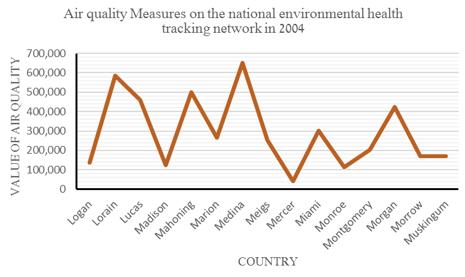 Air quality Measures on the national environmental health
tracking network in 2004
VALUE OF AIR QUALITY
700,000
600,000
500,000
400,000
300,000
200,000
100,000
0
Logan
Lorain
Lucas
Madison
Mahoning
Marion
Medina
Meigs
Mercer
Miami
Monroe
Montgomery
Morgan
Morrow
Muskingum
COUNTRY